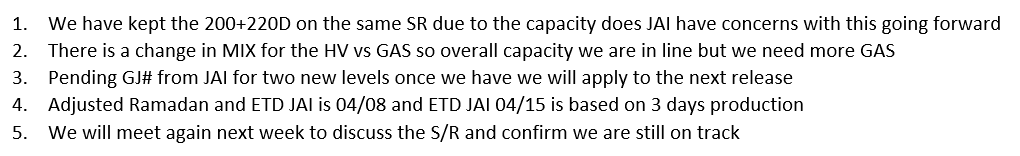 1. We have kept the 200+220D on the same SR due to the capacity does JAI have concerns with this going forward
2. There is a change in MIX for the HV vs GAS so overall capacity we are in line but we need more GAS
3. Pending GJ# from JAI for two new levels once we have we will apply to the next release
4. Adjusted Ramadan and ETD JAI is 04/08 and ETD JAI 04/15 is based on 3 days production
5. We will meet again next week to discuss the S/R and confirm we are still on track